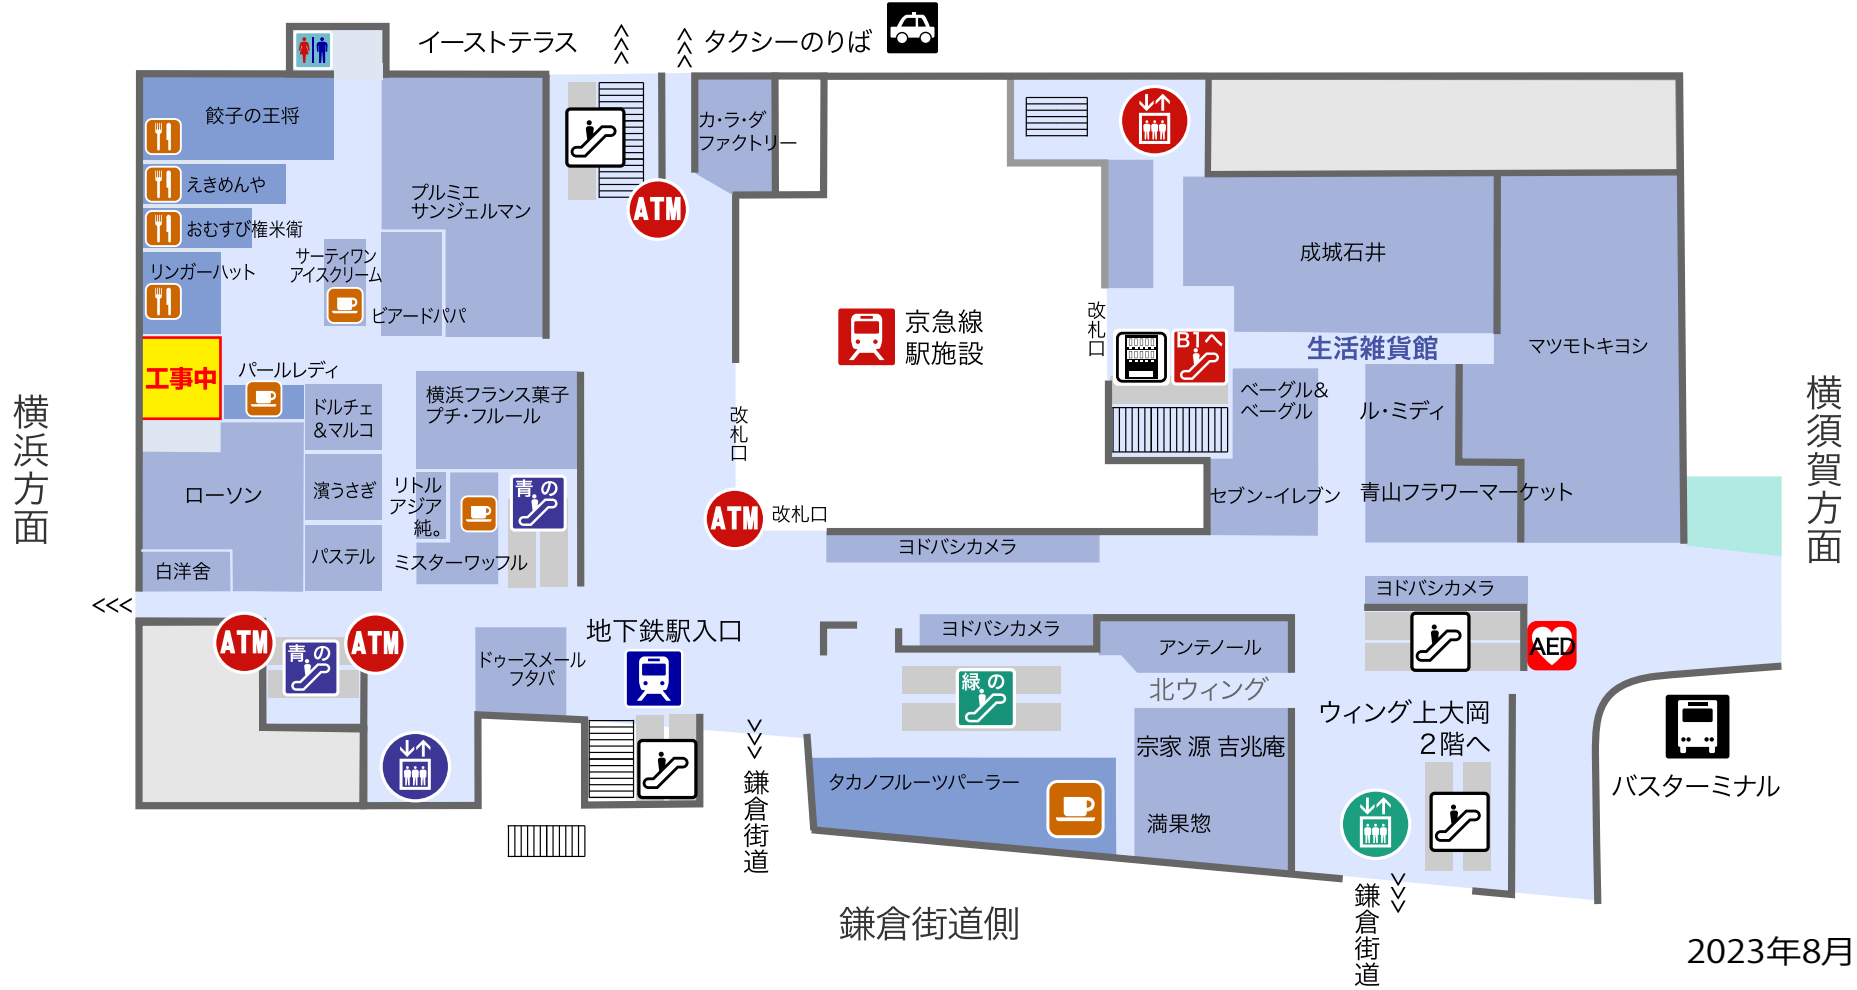 イーストテラス
タクシーのりば
餃子の王将
えきめんや
おむすび権米衛
リンガーハット
工事中
パールレディ
プルミエ
サンジェルマン
サーティワン
アイスクリーム
ビアードパパ
カ・ラ・ダ
ファクトリー
ATM
京急線
駅施設
改札口
改札口
改札口
B1へ
成城石井
生活雑貨館
マツモトキヨシ
ベーグル&
ベーグル
ル・ミディ
セブン-イレブン
青山フラワーマーケット
横浜方面
横須賀方面
ドルチェ
&マルコ
横浜フランス菓子
プチ・フルール
ローソン
濱うさぎ
リトル
アジア
純。
青の
ATM
白洋舎
パステル
ミスターワッフル
ヨドバシカメラ
ヨドバシカメラ
ヨドバシカメラ
ATM
青の
ATM
ドゥースメール
フタバ
地下鉄駅入口
緑の
アンテノール
北ウィング
AED
ウィング上大岡
2階へ
宗家 源 吉兆庵
満果惣
タカノフルーツパーラー
バスターミナル
鎌倉街道
鎌倉街道
鎌倉街道側
2023年8月